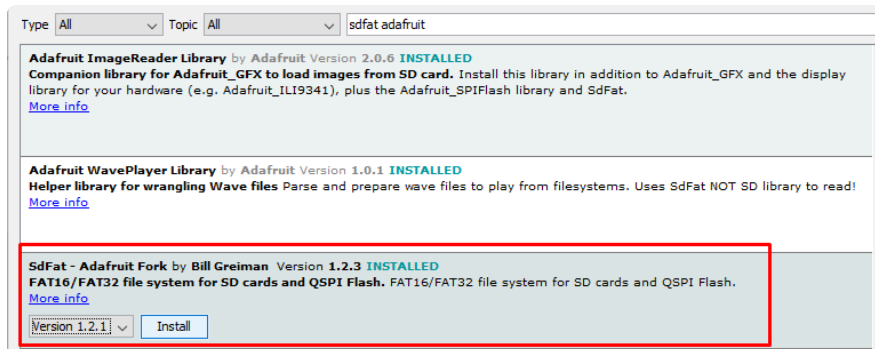 Type All Topic All sdfat adafruit
Adafruit ImageReader Library by Adafruit Version 2.0.6 INSTALLED
Companion library for Adafruit_GFX to load images from SD card. Install this library in addition to Adafruit_GFX and the display
library for your hardware (e.g. Adafruit_ILI9341), plus the Adafruit_SPIFlash library and SdFat.
More info
Adafruit WavePlayer Library by Adafruit Version 1.0.1 INSTALLED
Helper library for wrangling Wave files Parse and prepare wave files to play from filesystems. Uses SdFat NOT SD library to read!
More info
SdFat - Adafruit Fork by Bill Greiman Version 1.2.3 INSTALLED
FAT16/FAT32 file system for SD cards and QSPI Flash. FAT16/FAT32 file system for SD cards and QSPI Flash.
More info
Version 1.2.1 Install